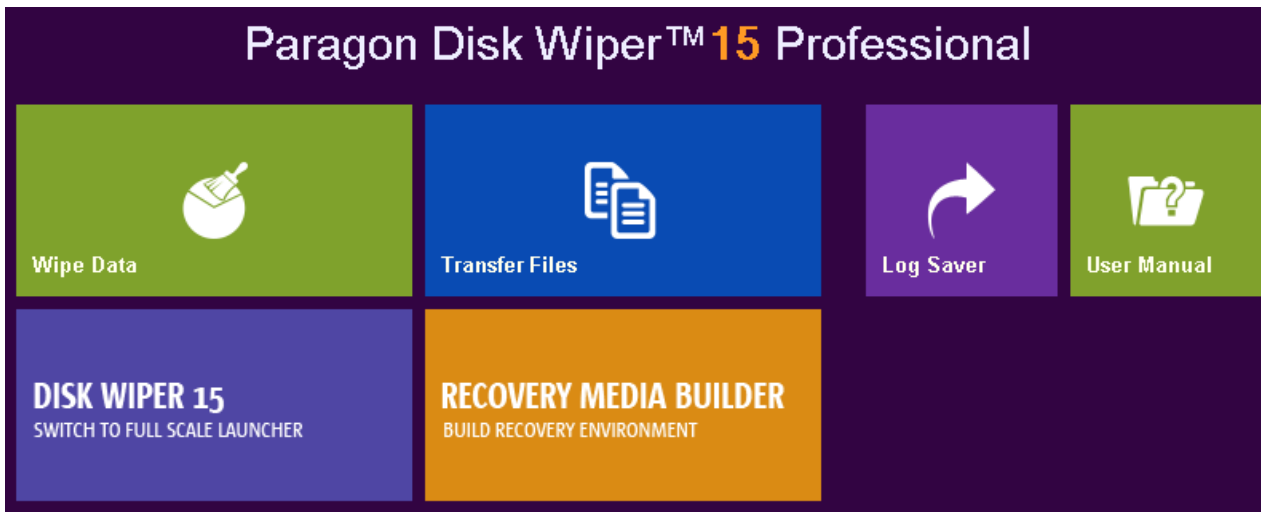 Paragon Disk Wiper™15 Professional
Wipe Data
Transfer Files
Log Saver
User Manual
DISK WIPER 15
SWITCH TO FULL SCALE LAUNCHER
RECOVERY MEDIA BUILDER
BUILD RECOVERY ENVIRONMENT